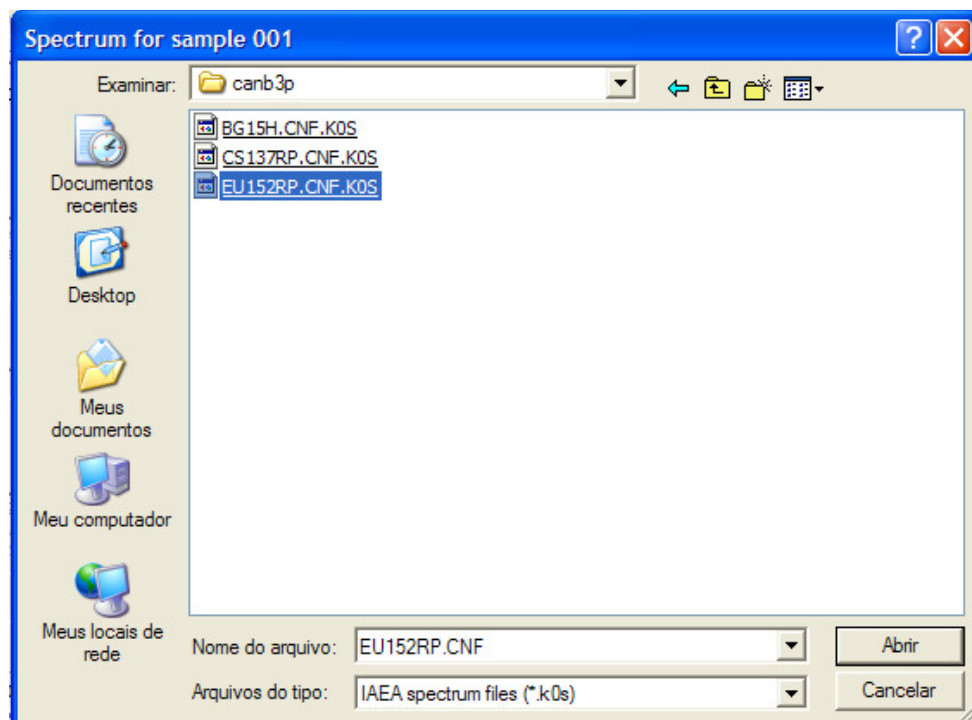 Spectrum for sample 001
Examinar: canb3p
BG15H.CNF.K0S
CS137RP.CNF.K0S
EU152RP.CNF.K0S
Documentos
recentes
Desktop
Meus
documentos
Meu computador
Meus locais de
rede
Nome do arquivo: EU152RP.CNF Abrir
Arquivos do tipo: IAEA spectrum files (*.k0s) Cancelar